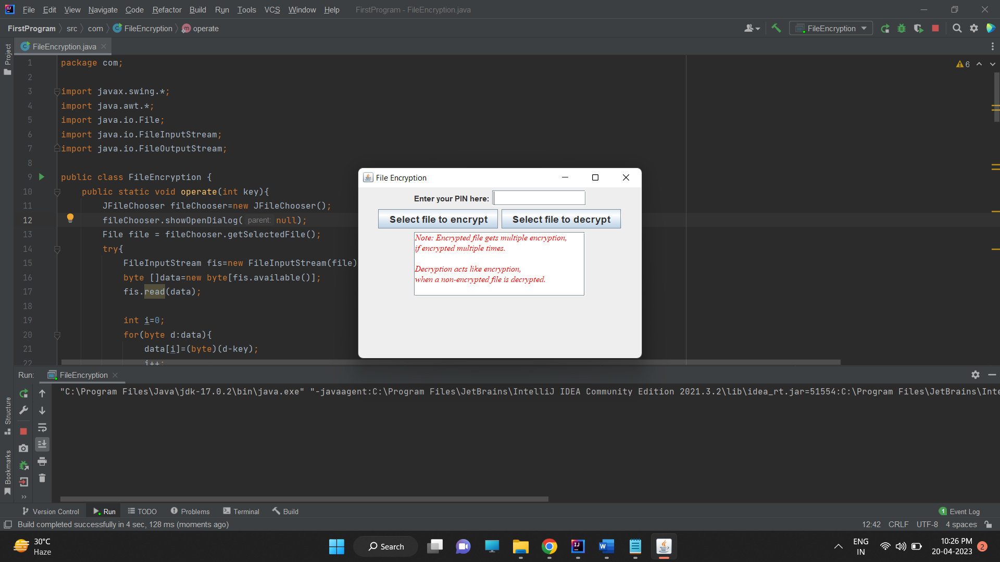 File Edit View Navigate Code Refactor Build Run Tools VCS Window Help FirstProgram - FileEncryption.java
FirstProgram src com FileEncryption operate FileEncryption
Project
FileEncryption.java
1 package com; 6
2
3 import javax.swing.*;
4 import java.awt.*;
5 import java.io.File;
6 import java.io.FileInputStream;
7 import java.io.FileOutputStream;
8
9 public class FileEncryption {
10 public static void operate(int key){
11 JFileChooser fileChooser=new JFileChooser();
12 fileChooser.showOpenDialog( parent: null);
13 File file = fileChooser.getSelectedFile();
14 try{
15 FileInputStream fis=new FileInputStream(file)
16 byte []data=new byte[fis.available()];
17 fis.read(data);
18
19 int i=0;
20 for(byte d:data){
21 data[i]=(byte)(d-key);
22 i++;
File Encryption
Enter your PIN here:
Select file to encrypt Select file to decrypt
Note: Encrypted file gets multiple encryption,
if encrypted multiple times.
Decryption acts like encryption,
when a non-encrypted file is decrypted.
Run: FileEncryption
"C:\Program Files\Java\jdk-17.0.2\bin\java.exe" "-javaagent:C:\Program Files\JetBrains\IntelliJ IDEA Community Edition 2021.3.2\lib\idea_rt.jar=51554:C:\Program Files\JetBrains\Inte
Structure
Bookmarks
Version Control Run TODO Problems Terminal Build 1 Event Log
Build completed successfully in 4 sec, 128 ms (moments ago) 12:42 CRLF UTF-8 4 spaces
30°C
Haze
Search
ENG
IN
10:26 PM
20-04-2023
2